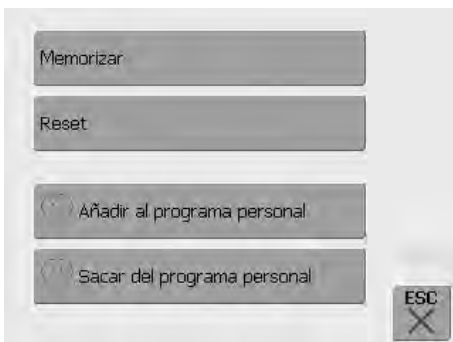 Memorizar
Reset
Añadir al programa personal
Sacar del programa personal
ESC